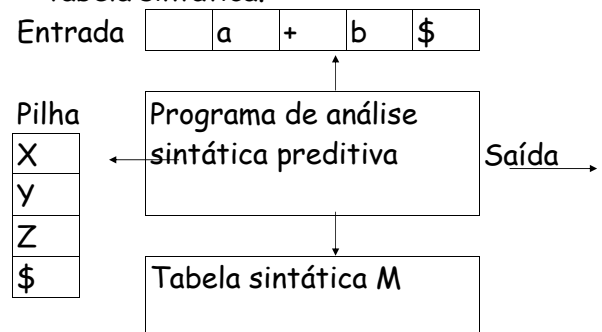 Tabela sintática.
Entrada a + b $
Pilha
Programa de análise
sintática preditiva
Saída
X
Y
Z
$
Tabela sintática M